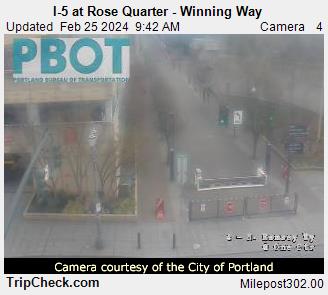 I-5 at Rose Quarter - Winning Way
Updated Feb 25 2024 9:42 AM Camera 4
PBOT
PORTLAND BUREAU OF TRANSPORTATION
Camera courtesy of the City of Portland
TripCheck.com Milepost302.00